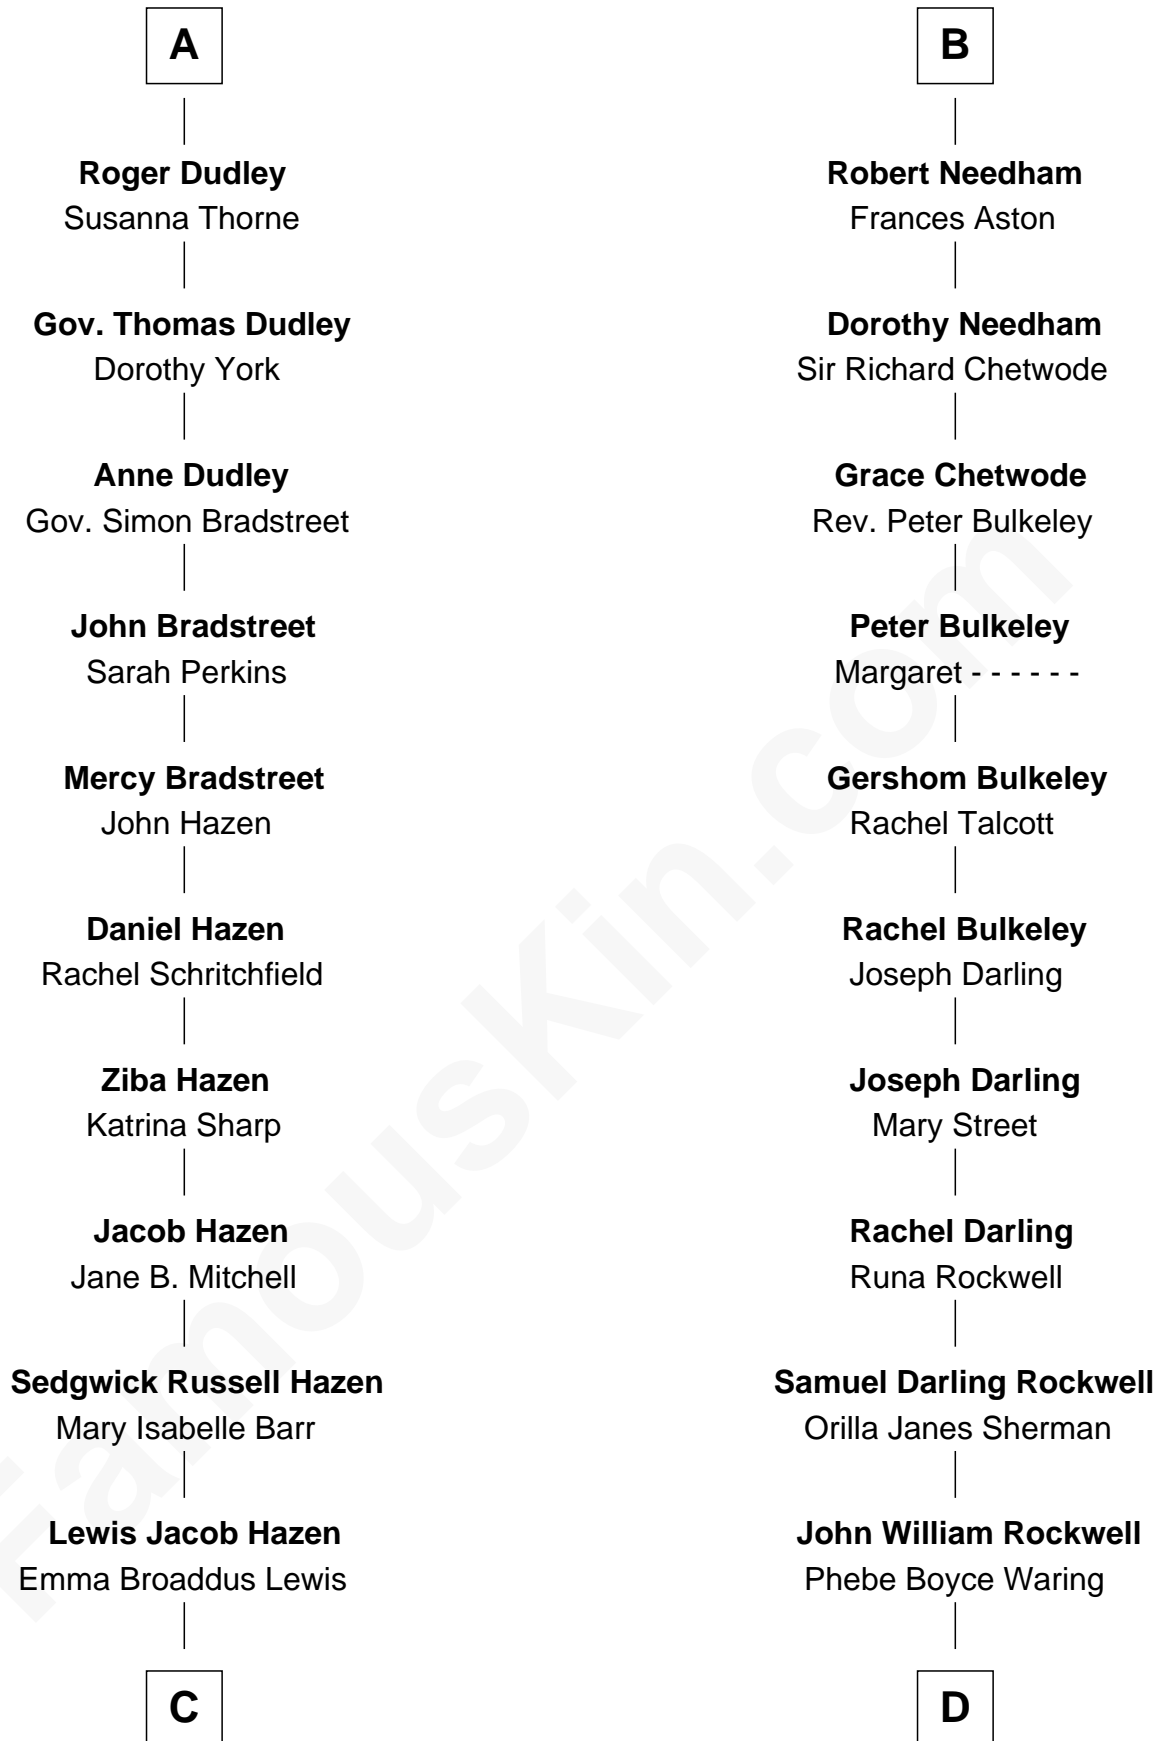 A
Roger Dudley
Susanna Thorne
Gov. Thomas Dudley
Dorothy York
Anne Dudley
Gov. Simon Bradstreet
John Bradstreet
Sarah Perkins
Mercy Bradstreet
John Hazen
Daniel Hazen
Rachel Schritchfield
Ziba Hazen
Katrina Sharp
Jacob Hazen
Jane B. Mitchell
Sedgwick Russell Hazen
Mary Isabelle Barr
Lewis Jacob Hazen
Emma Broaddus Lewis
C
B
Robert Needham
Frances Aston
Dorothy Needham
Sir Richard Chetwode
Grace Chetwode
Rev. Peter Bulkeley
Peter Bulkeley
Margaret - - - - - -
Gershom Bulkeley
Rachel Talcott
Rachel Bulkeley
Joseph Darling
Joseph Darling
Mary Street
Rachel Darling
Runa Rockwell
Samuel Darling Rockwell
Orilla Janes Sherman
John William Rockwell
Phebe Boyce Waring
D
FamousKin.com